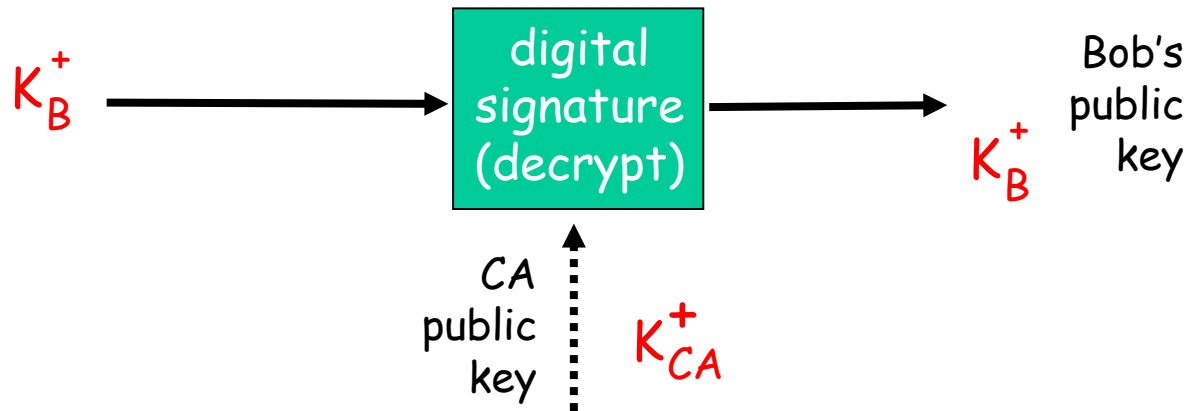 K_B^+
digital
signature
(decrypt)
Bob's
public
key
K_B^+
CA
public
key
K_CA^+